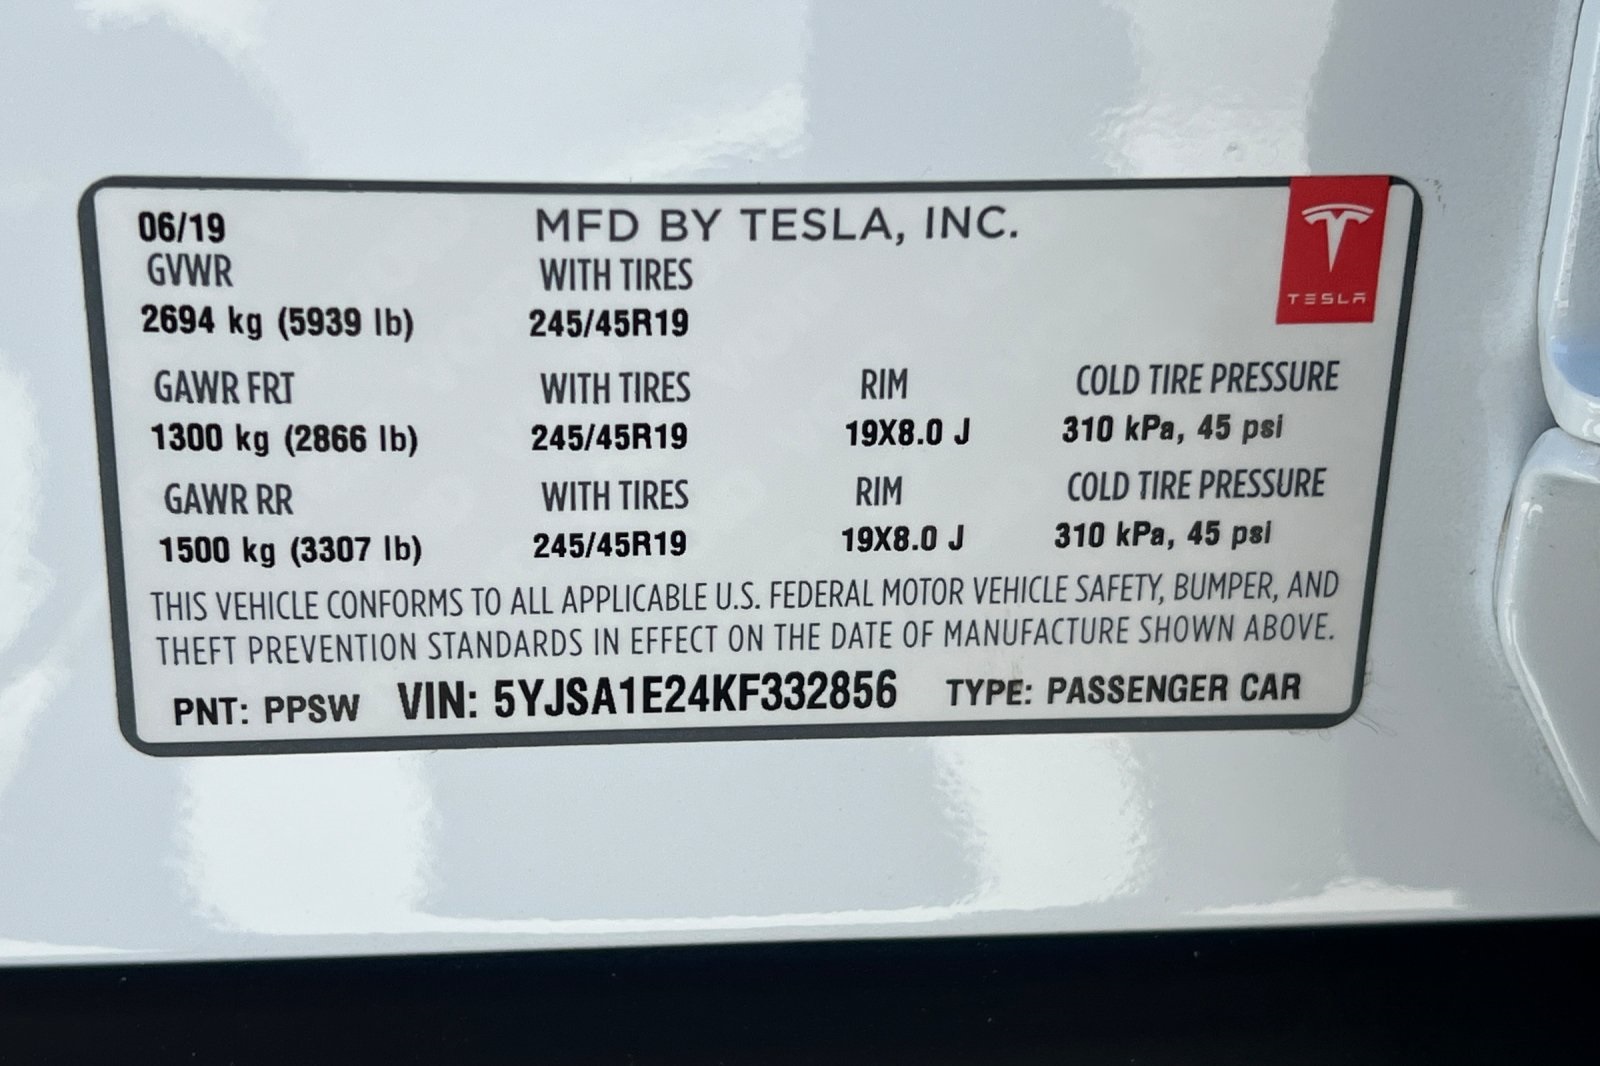 06/19 MFD BY TESLA, INC.
GVWR WITH TIRES
2694 kg (5939 lb) 245/45R19
TESLA
GAWR FRT WITH TIRES RIM COLD TIRE PRESSURE
1300 kg (2866 lb) 245/45R19 19X8.0 J 310 kPa, 45 psi
GAWR RR WITH TIRES RIM COLD TIRE PRESSURE
1500 kg (3307 lb) 245/45R19 19X8.0 J 310 kPa, 45 psi
THIS VEHICLE CONFORMS TO ALL APPLICABLE U.S. FEDERAL MOTOR VEHICLE SAFETY, BUMPER, AND
THEFT PREVENTION STANDARDS IN EFFECT ON THE DATE OF MANUFACTURE SHOWN ABOVE.
PNT: PPSW VIN: 5YJSA1E24KF332856 TYPE: PASSENGER CAR